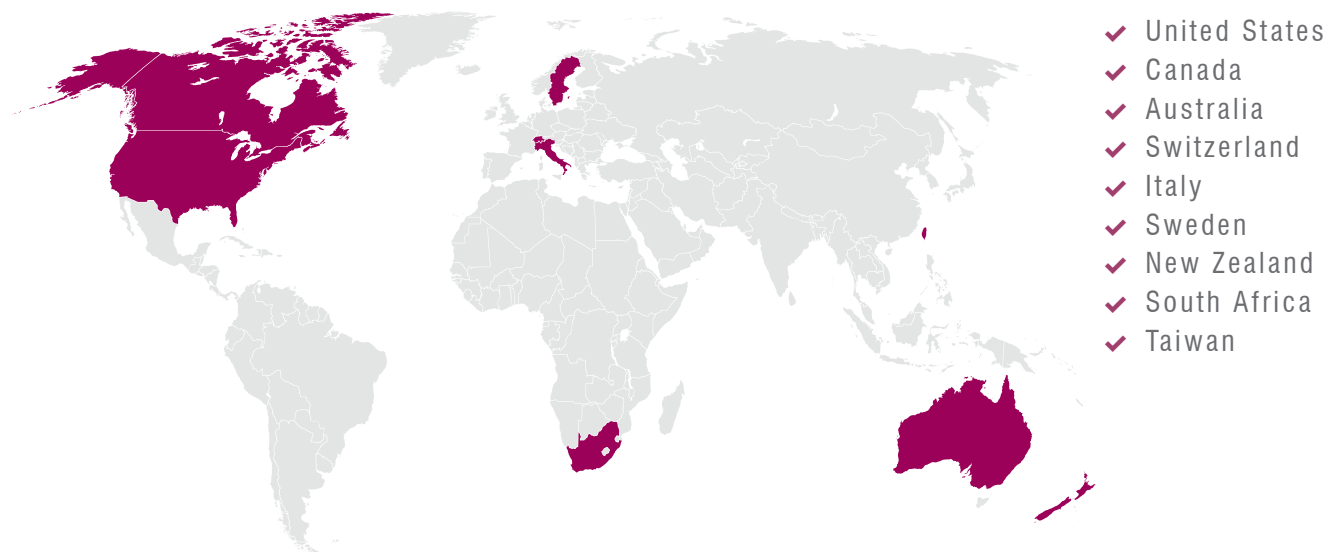 United States
Canada
Australia
Switzerland
Italy
Sweden
New Zealand
South Africa
Taiwan